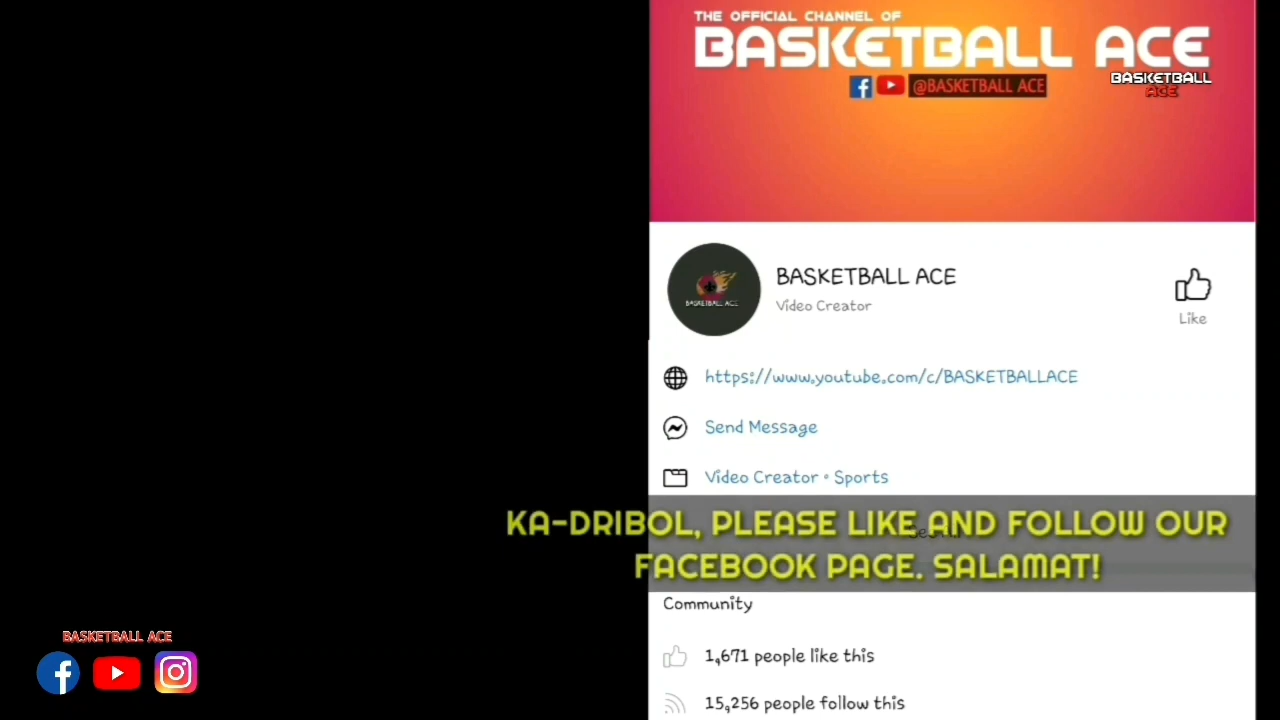 THE OFFICIAL CHANNEL OF
BASKETBALL ACE
@BASKETBALL ACE
BASKETBALL
ACE
BASKETBALL ACE
BASKETBALL ACE
Video Creator
Like
https://www.youtube.com/c/BASKETBALLACE
Send Message
Video Creator • Sports
KA-DRIBOL, PLEASE LIKE AND FOLLOW OUR
FACEBOOK PAGE. SALAMAT!
Community
1,671 people like this
15,256 people follow this
BASKETBALL ACE